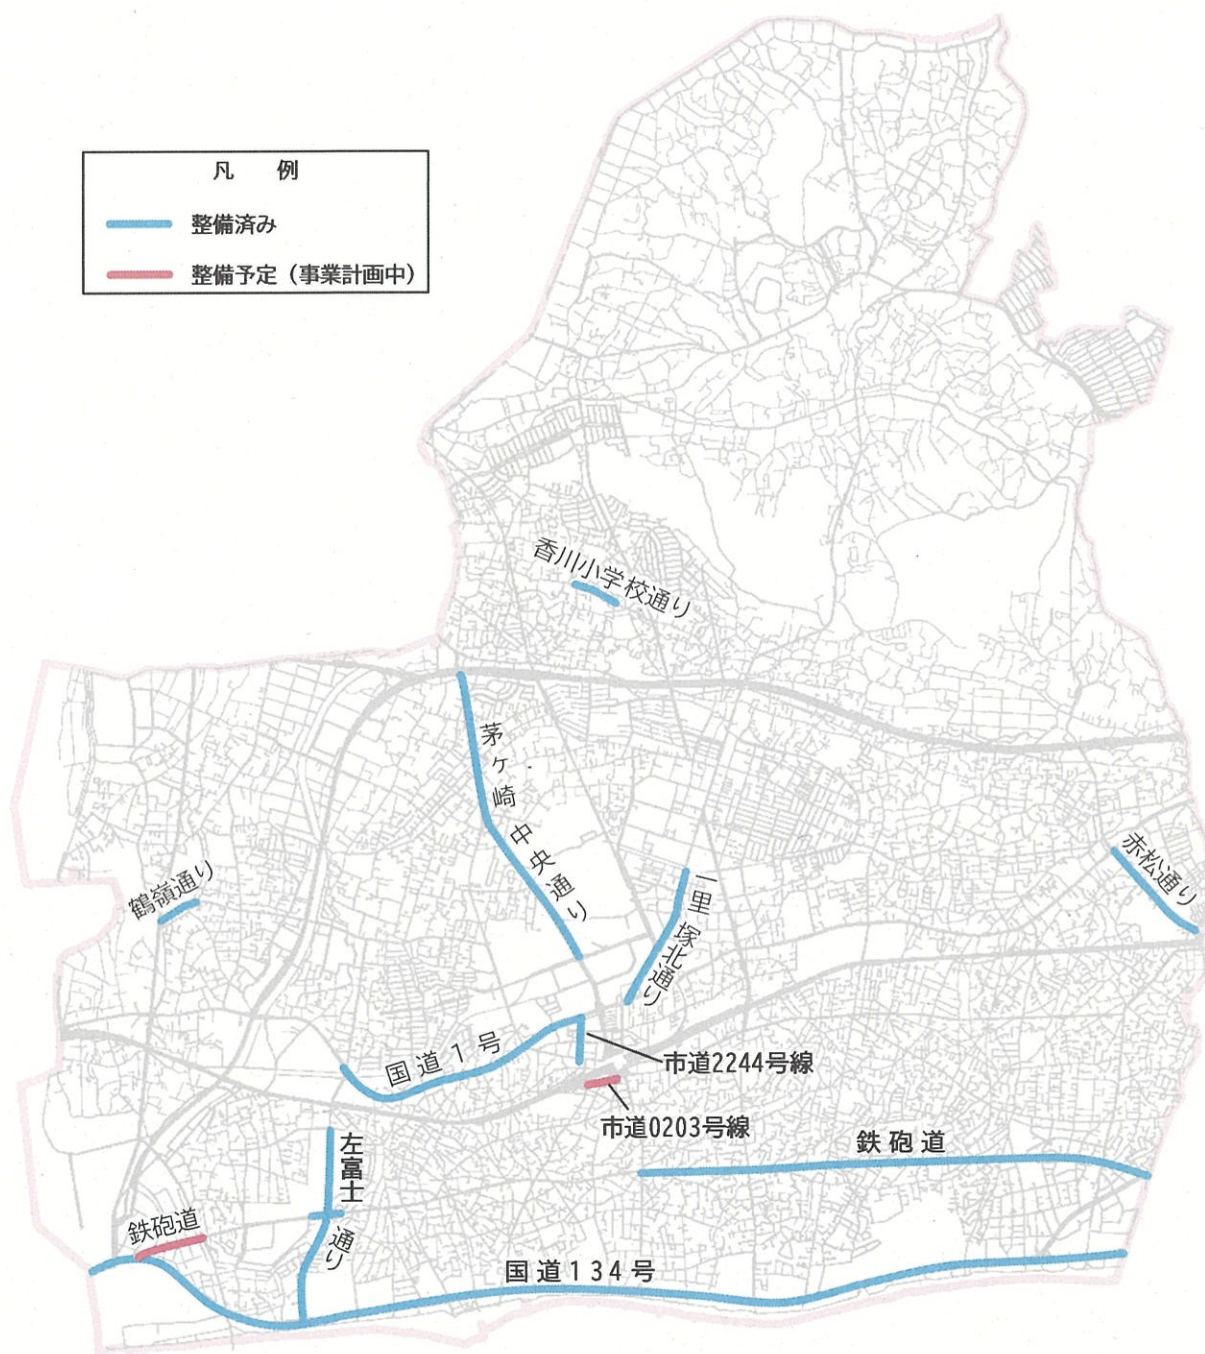 凡 例
整備済み
整備予定（事業計画中）
香川小学校通り
茅ヶ崎中央通り
赤松通り
一里塚北通り
鶴嶺通り
国道1号
市道2244号線
市道0203号線
鉄砲道
左富士通り
鉄砲道
国道134号